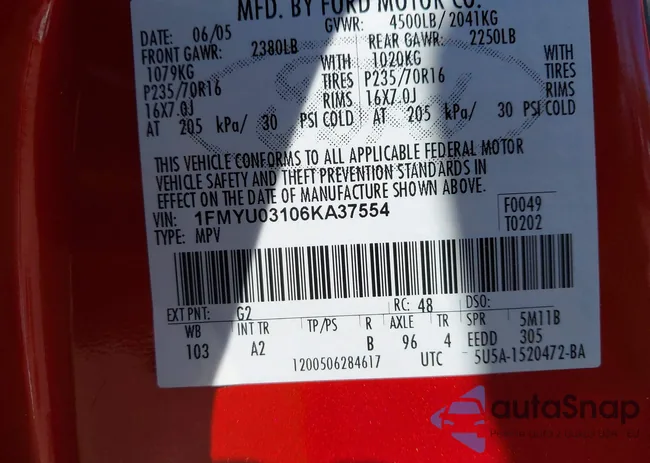 MFD. BY FORD MOTOR CO.
DATE: 06/05 GVWR: 4500LB/ 2041KG
FRONT GAWR: 2380LB REAR GAWR: 2250LB
1079KG WITH 1020KG WITH
P235/70R16 TIRES P235/70R16 TIRES
16X7.0J RIMS 16X7.0J RIMS
AT 205 kPa/ 30 PSI COLD AT 205 kPa/ 30 PSI COLD
THIS VEHICLE CONFORMS TO ALL APPLICABLE FEDERAL MOTOR
VEHICLE SAFETY AND THEFT PREVENTION STANDARDS IN
EFFECT ON THE DATE OF MANUFACTURE SHOWN ABOVE.
VIN: 1FMYU03106KA37554 F0049
TYPE: MPV T0202
EXT PNT: G2 RC: 48 DSO:
WB INT TR TP/PS R AXLE TR SPR 5M11B
103 A2 B 96 4 EEDD 305
1200506284617 UTC 5U5A-1520472-BA
autoSnap